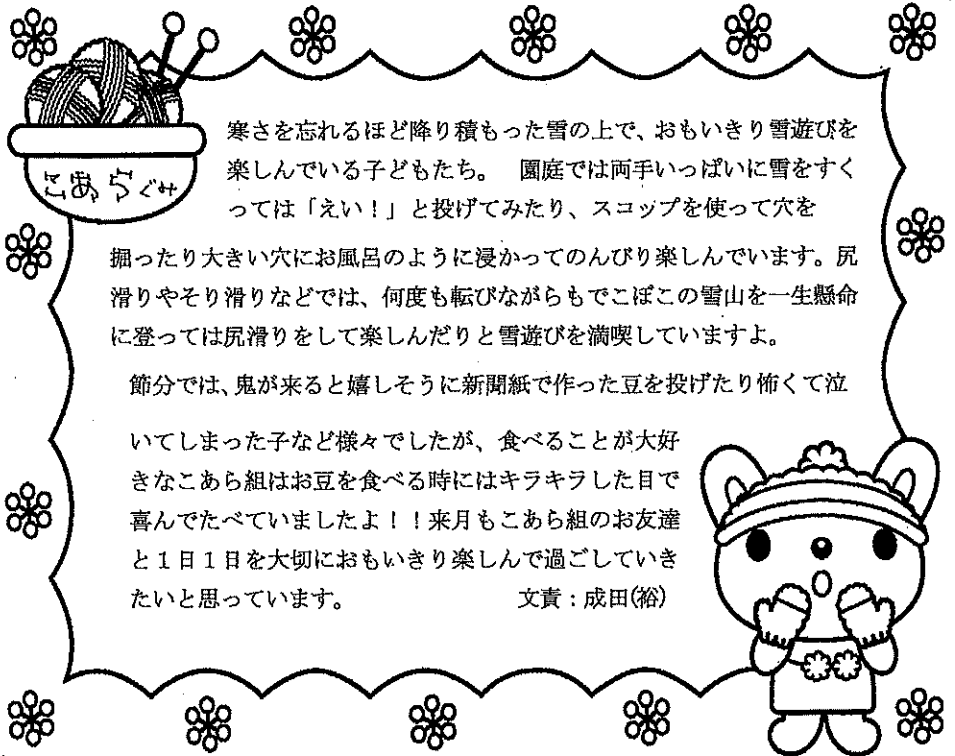 こあらぐみ
寒さを忘れるほど降り積もった雪の上で、おもいきり雪遊びを
楽しんでいる子どもたち。　園庭では両手いっぱいに雪をすく
っては「えい！」と投げてみたり、スコップを使って穴を
掘ったり大きい穴にお風呂のように浸かってのんびり楽しんでいます。尻
滑りやそり滑りなどでは、何度も転びながらもでこぼこの雪山を一生懸命
に登っては尻滑りをして楽しんだりと雪遊びを満喫していますよ。
節分では、鬼が来ると嬉しそうに新聞紙で作った豆を投げたり怖くて泣
いてしまった子など様々でしたが、食べることが大好
きなこあら組はお豆を食べる時にはキラキラした目で
喜んでたべていましたよ！！来月もこあら組のお友達
と１日１日を大切におもいきり楽しんで過ごしていき
たいと思っています。　文責：成田(裕)